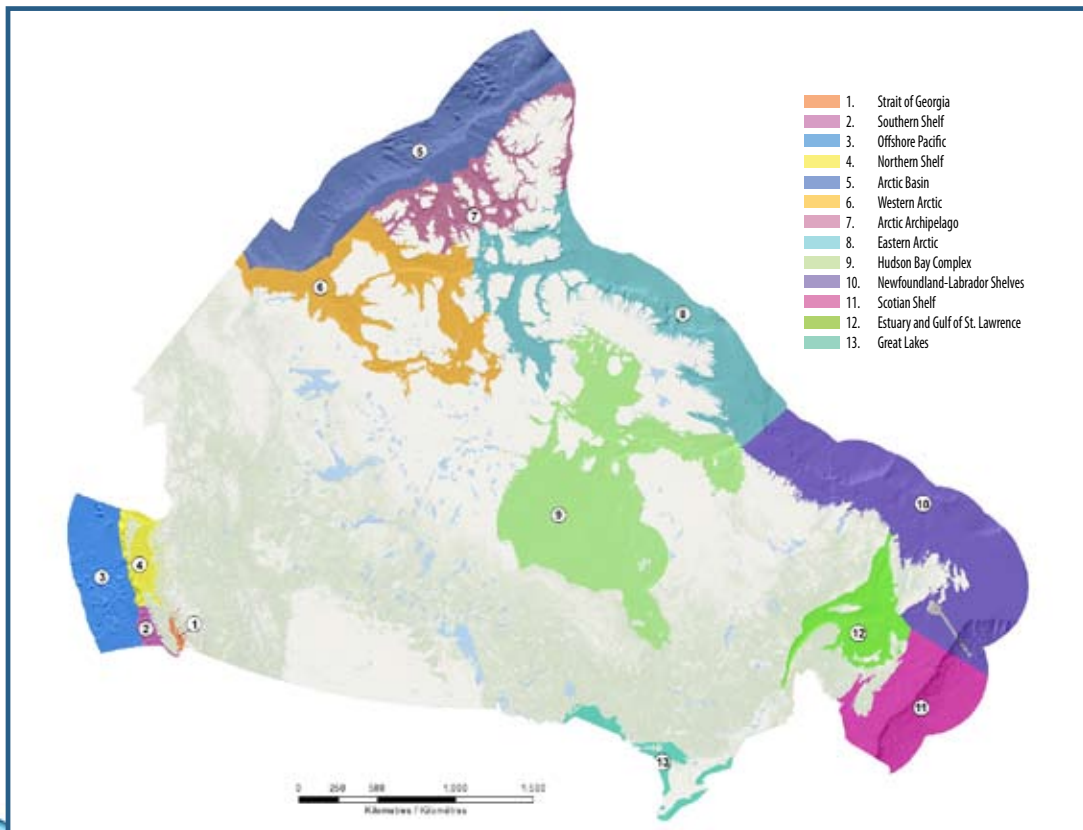 1. Strait of Georgia
2. Southern Shelf
3. Offshore Pacific
4. Northern Shelf
5. Arctic Basin
6. Western Arctic
7. Arctic Archipelago
8. Eastern Arctic
9. Hudson Bay Complex
10. Newfoundland-Labrador Shelves
11. Scotian Shelf
12. Estuary and Gulf of St. Lawrence
13. Great Lakes
5
7
6
8
9
10
3
4
2
1
12
11
13
0 250 500 1,000 1,500
Kilometres / Kilomètres